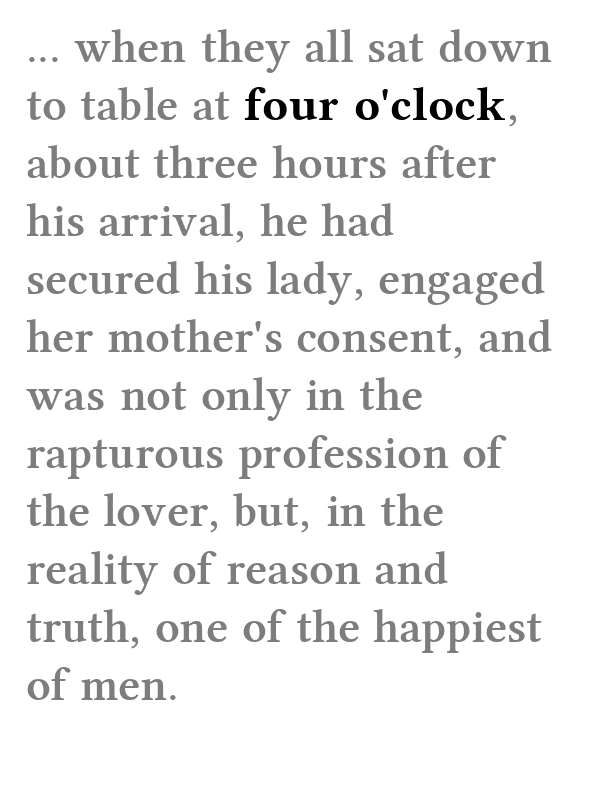 ... when they all sat down
to table at four o'clock,
about three hours after
his arrival, he had
secured his lady, engaged
her mother's consent, and
was not only in the
rapturous profession of
the lover, but, in the
reality of reason and
truth, one of the happiest
of men.